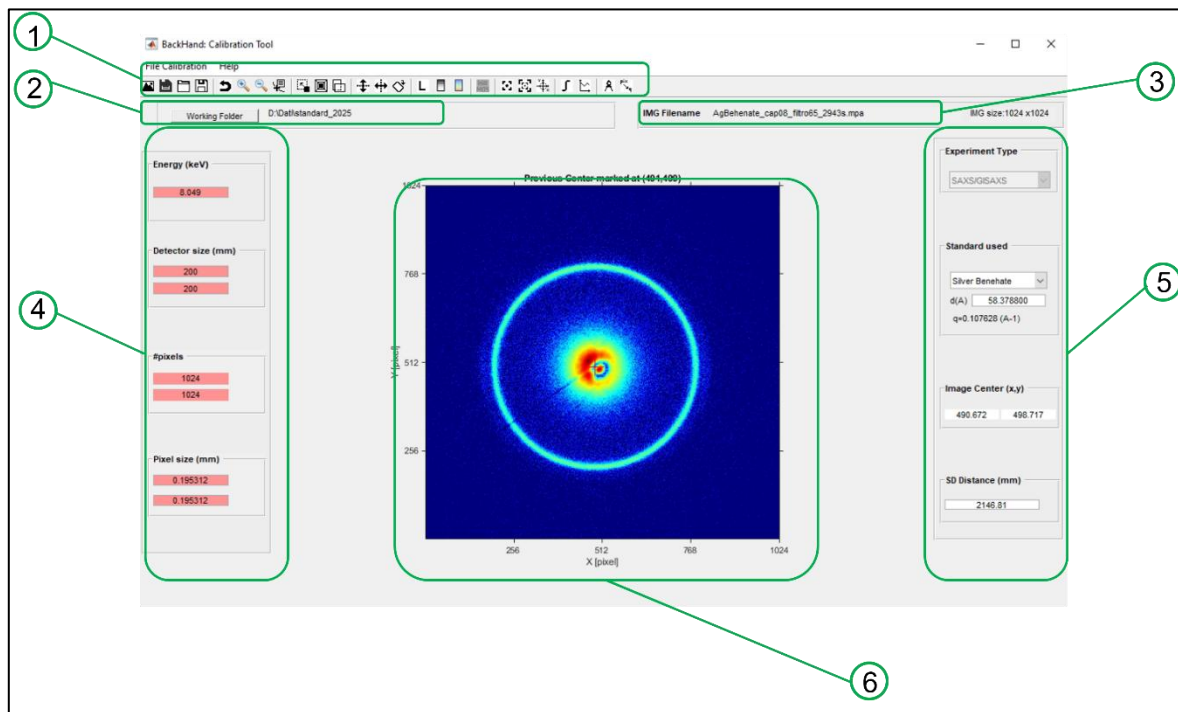 1
BackHand: Calibration Tool
File Calibration Help
L
2
Working Folder D:\Dati\standard_2025
3
IMG Filename AgBehenate_cap08_filtro65_2943s.mpa IMG size:1024 x1024
4
Energy (keV)
8.049
Detector size (mm)
200
200
#pixels
1024
1024
Pixel size (mm)
0.195312
0.195312
Previous Center marked at (491,499)
1024
768
512
256
Y [pixel]
256 512 768 1024
X [pixel]
5
Experiment Type
SAXS/GISAXS
Standard used
Silver Benehate
d(A) 58.378800
q=0.107628 (A-1)
Image Center (x,y)
490.672 498.717
SD Distance (mm)
2146.81
6